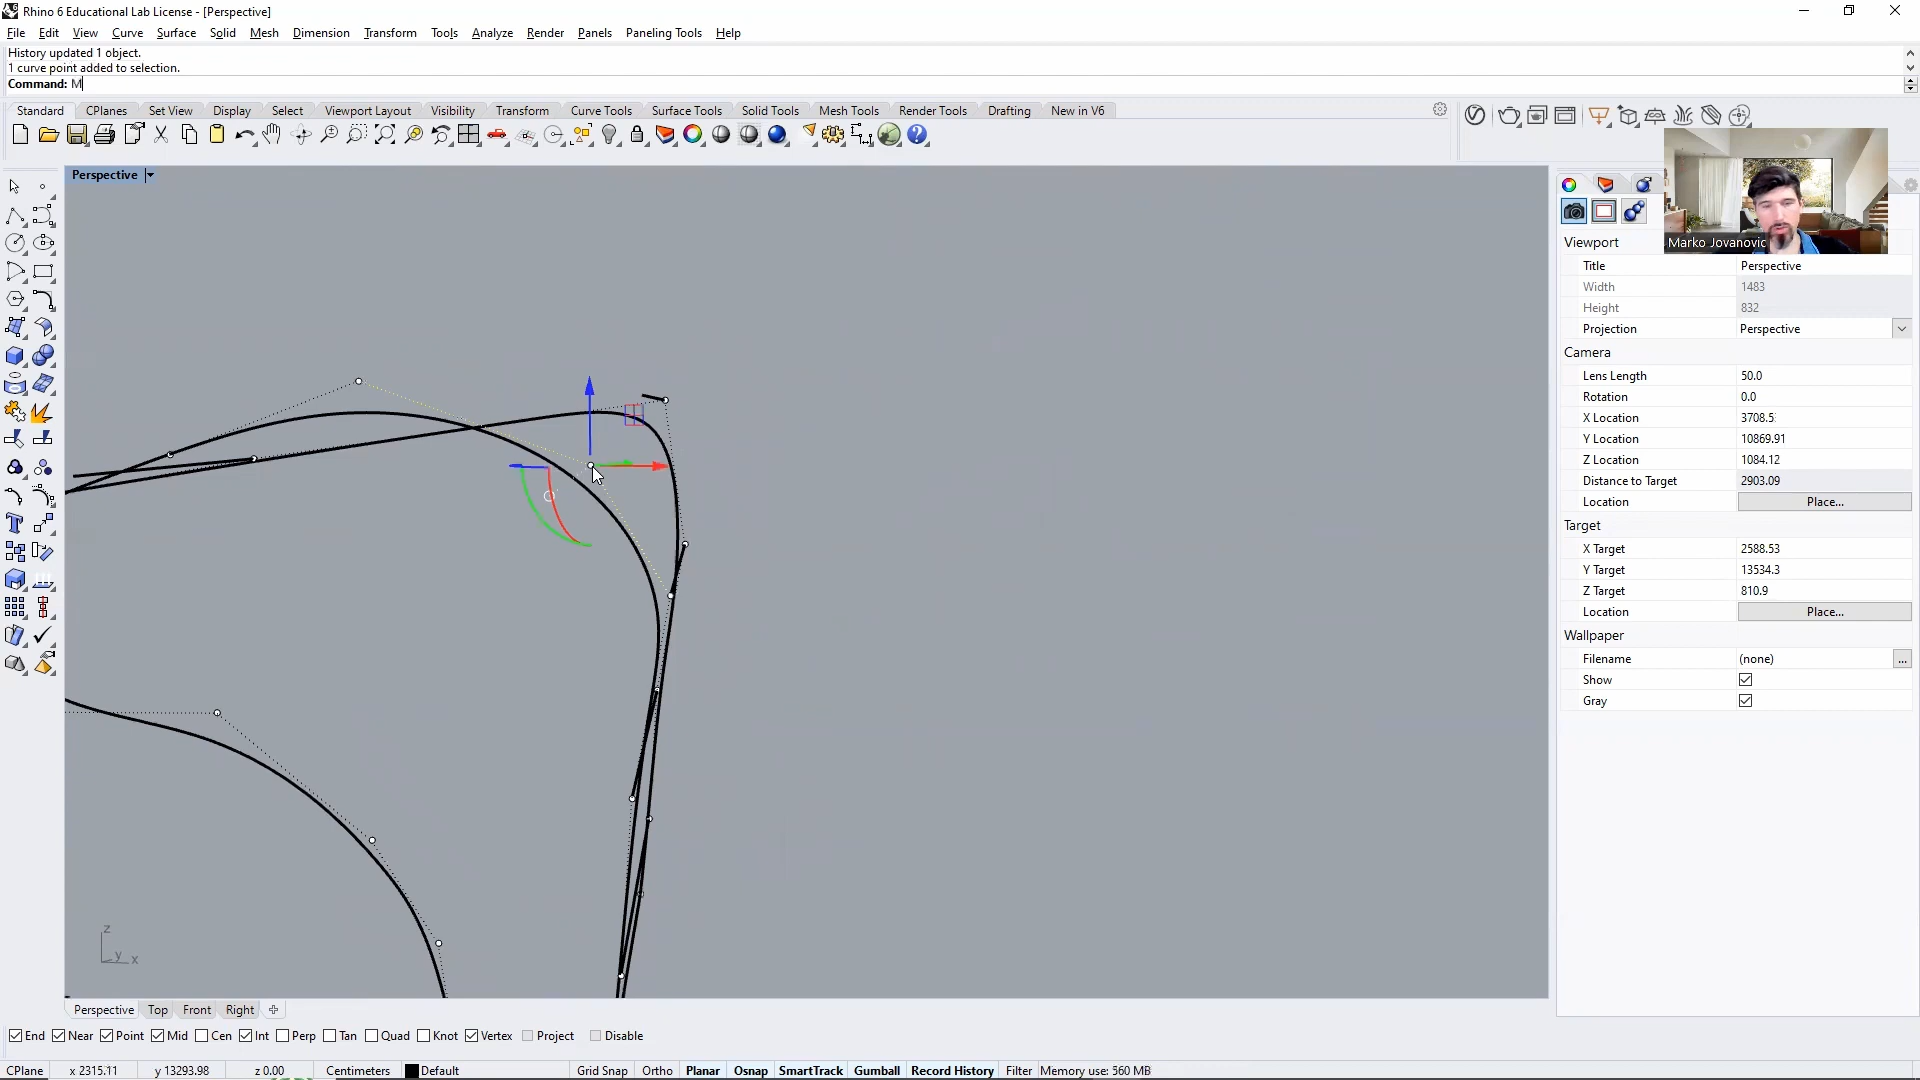 Rhino 6 Educational Lab License - [Perspective]
File Edit View Curve Surface Solid Mesh Dimension Transform Tools Analyze Render Panels Paneling Tools Help
History updated 1 object.
1 curve point added to selection.
Command: M
Standard CPlanes Set View Display Select Viewport Layout Visibility Transform Curve Tools Surface Tools Solid Tools Mesh Tools Render Tools Drafting New in V6
Perspective
Marko Jovanovic
Viewport
Title Perspective
Width 1483
Height 832
Projection Perspective
Camera
Lens Length 50.0
Rotation 0.0
X Location 3708.5
Y Location 10869.91
Z Location 1084.12
Distance to Target 2903.09
Location Place...
Target
X Target 2588.53
Y Target 13534.3
Z Target 810.9
Location Place...
Wallpaper
Filename (none) ...
Show
Gray
z
y x
Perspective Top Front Right
End Near Point Mid Cen Int Perp Tan Quad Knot Vertex Project Disable
CPlane x 2315.11 y 13293.98 z 0.00 Centimeters Default Grid Snap Ortho Planar Osnap SmartTrack Gumball Record History Filter Memory use: 560 MB